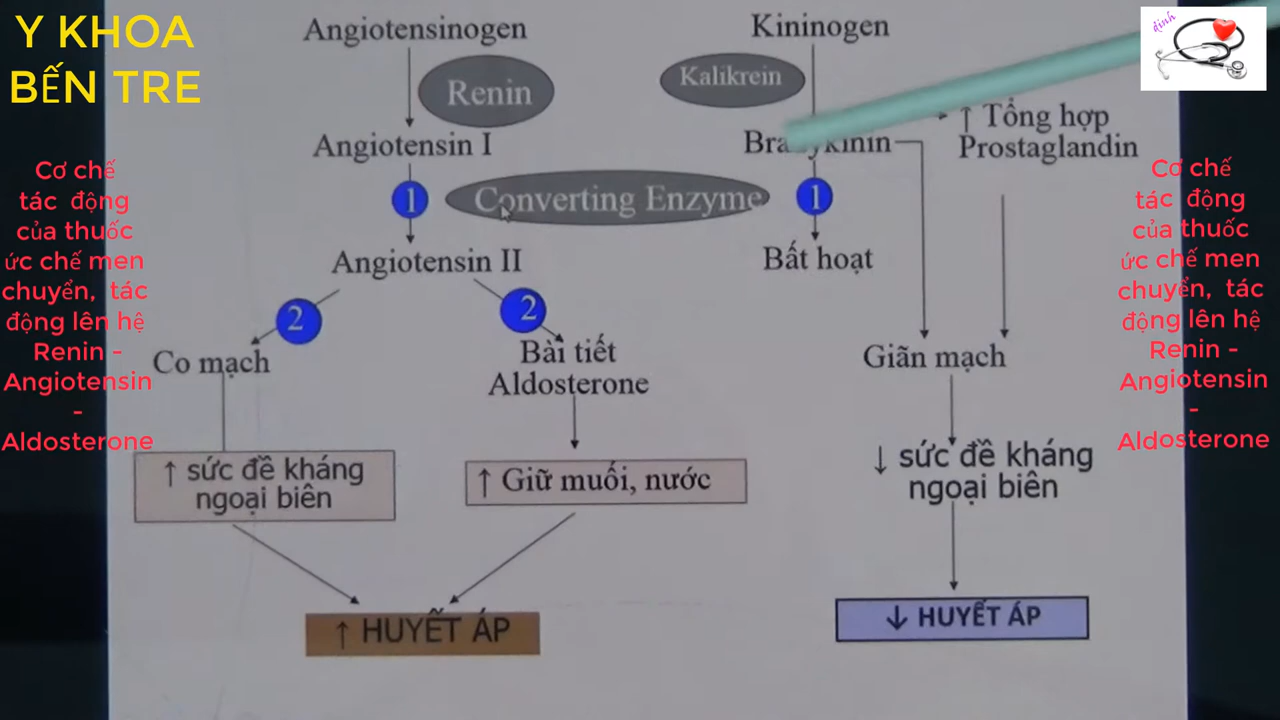 Y KHOA
BẾN TRE
Cơ chế
tác động
của thuốc
ức chế men
chuyển, tác
động lên hệ
Renin -
Angiotensin
-
Aldosterone
Angiotensinogen
Renin
Angiotensin I
1
Converting Enzyme
Angiotensin II
2
2
Co mạch
Bài tiết
Aldosterone
↑ sức đề kháng
ngoại biên
↑ Giữ muối, nước
↑ HUYẾT ÁP
Kininogen
Kalikrein
↑ Tổng hợp
Prostaglandin
1
Bất hoạt
Giãn mạch
↓ sức đề kháng
ngoại biên
↓ HUYẾT ÁP
đinh
Cơ chế
tác động
của thuốc
ức chế men
chuyển, tác
động lên hệ
Renin -
Angiotensin
-
Aldosterone